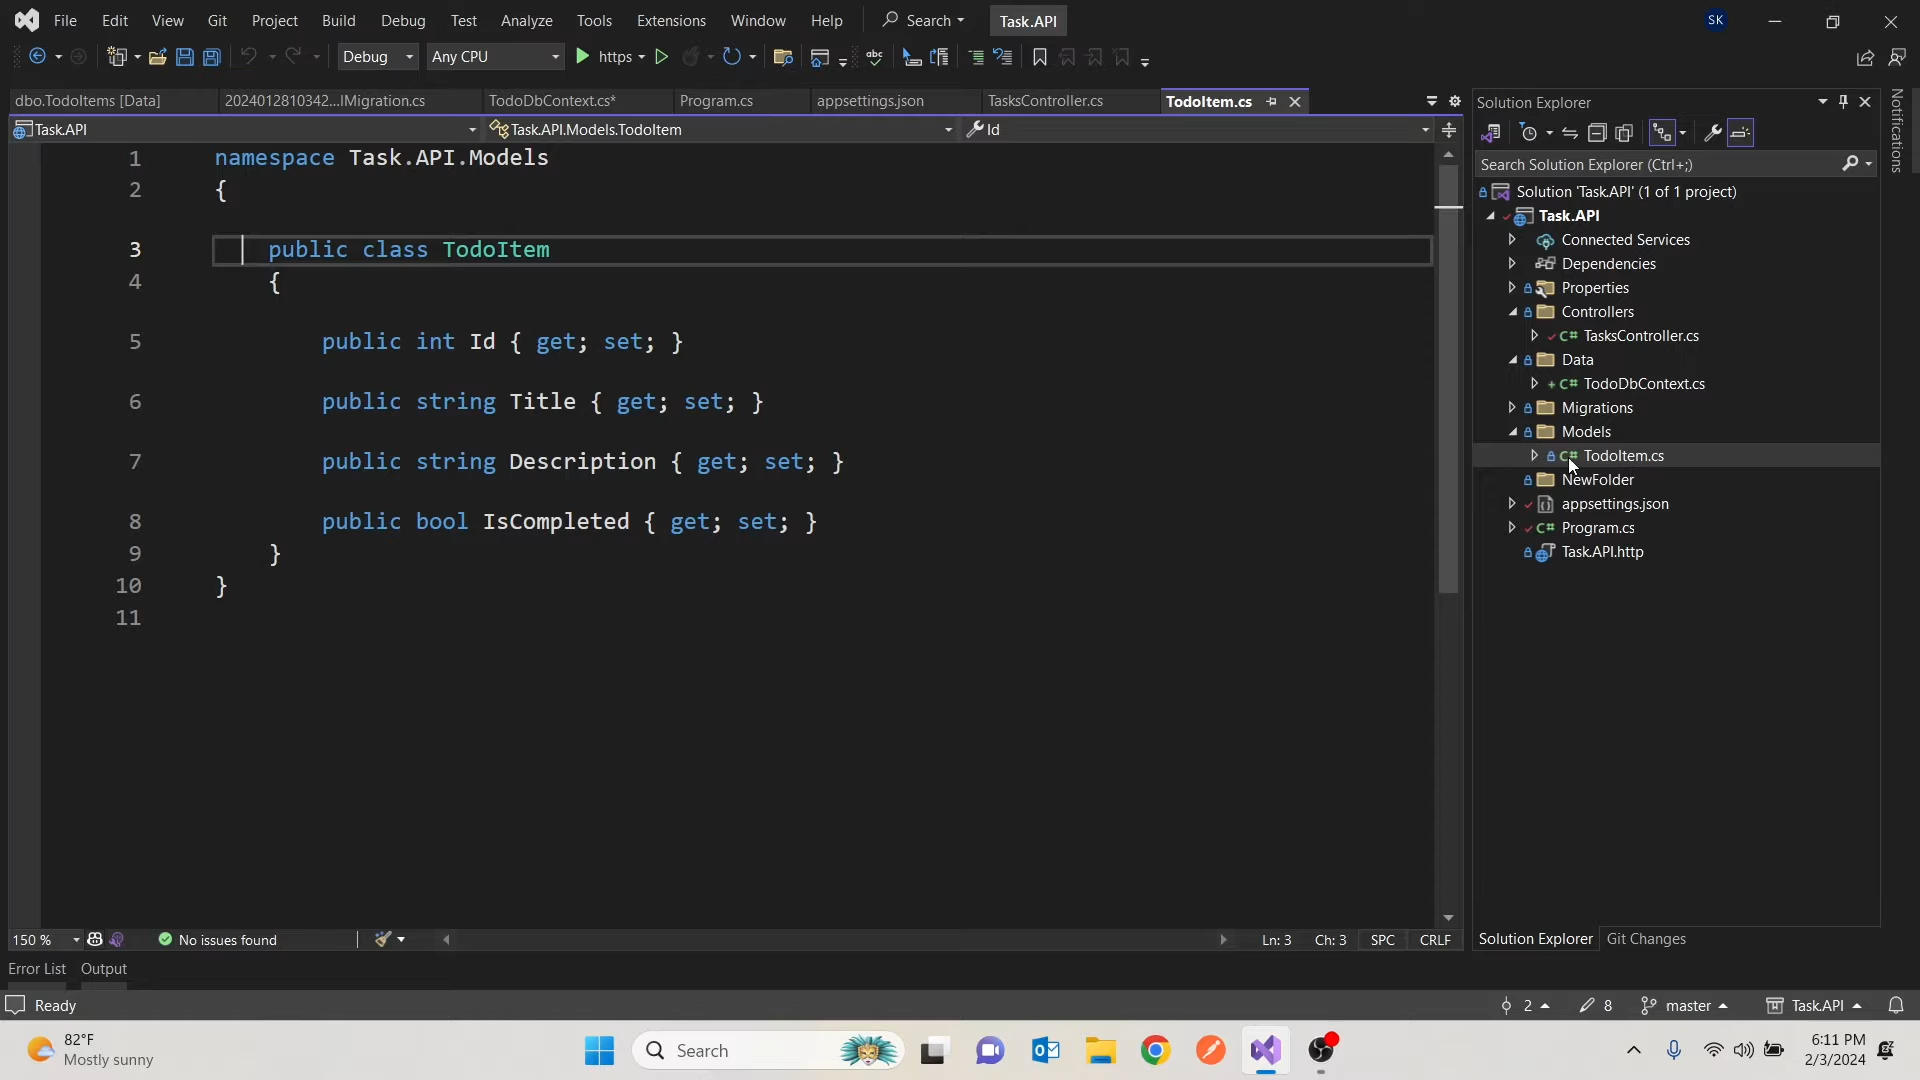 File Edit View Git Project Build Debug Test Analyze Tools Extensions Window Help Search Task.API SK
Debug Any CPU https
dbo.TodoItems [Data] 2024012810342...lMigration.cs TodoDbContext.cs* Program.cs appsettings.json TasksController.cs TodoItem.cs
Task.API Task.API.Models.TodoItem Id
1 namespace Task.API.Models
2 {
3 public class TodoItem
4 {
5 public int Id { get; set; }
6 public string Title { get; set; }
7 public string Description { get; set; }
8 public bool IsCompleted { get; set; }
9 }
10 }
11
150 % No issues found Ln: 3 Ch: 3 SPC CRLF
Solution Explorer
Search Solution Explorer (Ctrl+;)
Solution 'Task.API' (1 of 1 project)
Task.API
Connected Services
Dependencies
Properties
Controllers
C# TasksController.cs
Data
C# TodoDbContext.cs
Migrations
Models
C# TodoItem.cs
NewFolder
appsettings.json
C# Program.cs
Task.API.http
Solution Explorer Git Changes
Notifications
Error List Output
Ready 2 8 master Task.API
82°F
Mostly sunny
Search
6:11 PM
2/3/2024